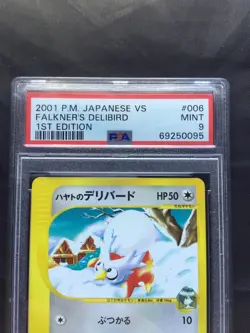 2001 P.M. JAPANESE VS #006
FALKNER'S DELIBIRD MINT
1ST EDITION 9
PSA 69250095
ハヤトのデリバード HP50
ぶつかる 10